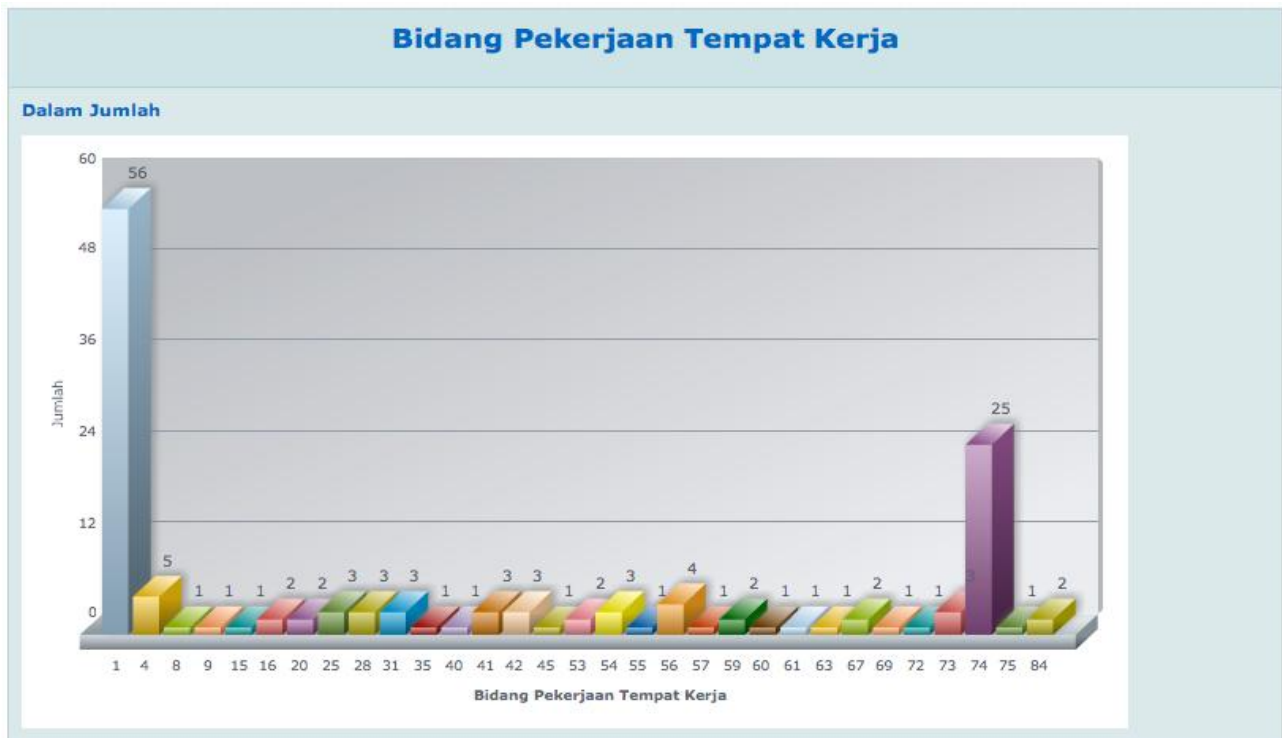 Bidang Pekerjaan Tempat Kerja
Dalam Jumlah
60
56
48
36
Jumlah
24
25
12
5 1 1 1 2 2 3 3 3 1 1 3 3 1 2 3 1 4 1 2 1 1 1 2 1 1 3 1 2
0
1 4 8 9 15 16 20 25 28 31 35 40 41 42 45 53 54 55 56 57 59 60 61 63 67 69 72 73 74 75 84
Bidang Pekerjaan Tempat Kerja